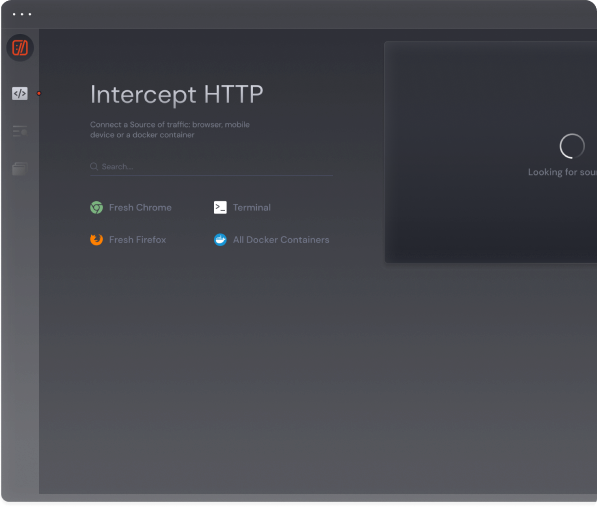 Intercept HTTP
Connect a Source of traffic: browser, mobile
device or a docker container
Search...
Fresh Chrome
Terminal
Fresh Firefox
All Docker Containers
Looking for sou